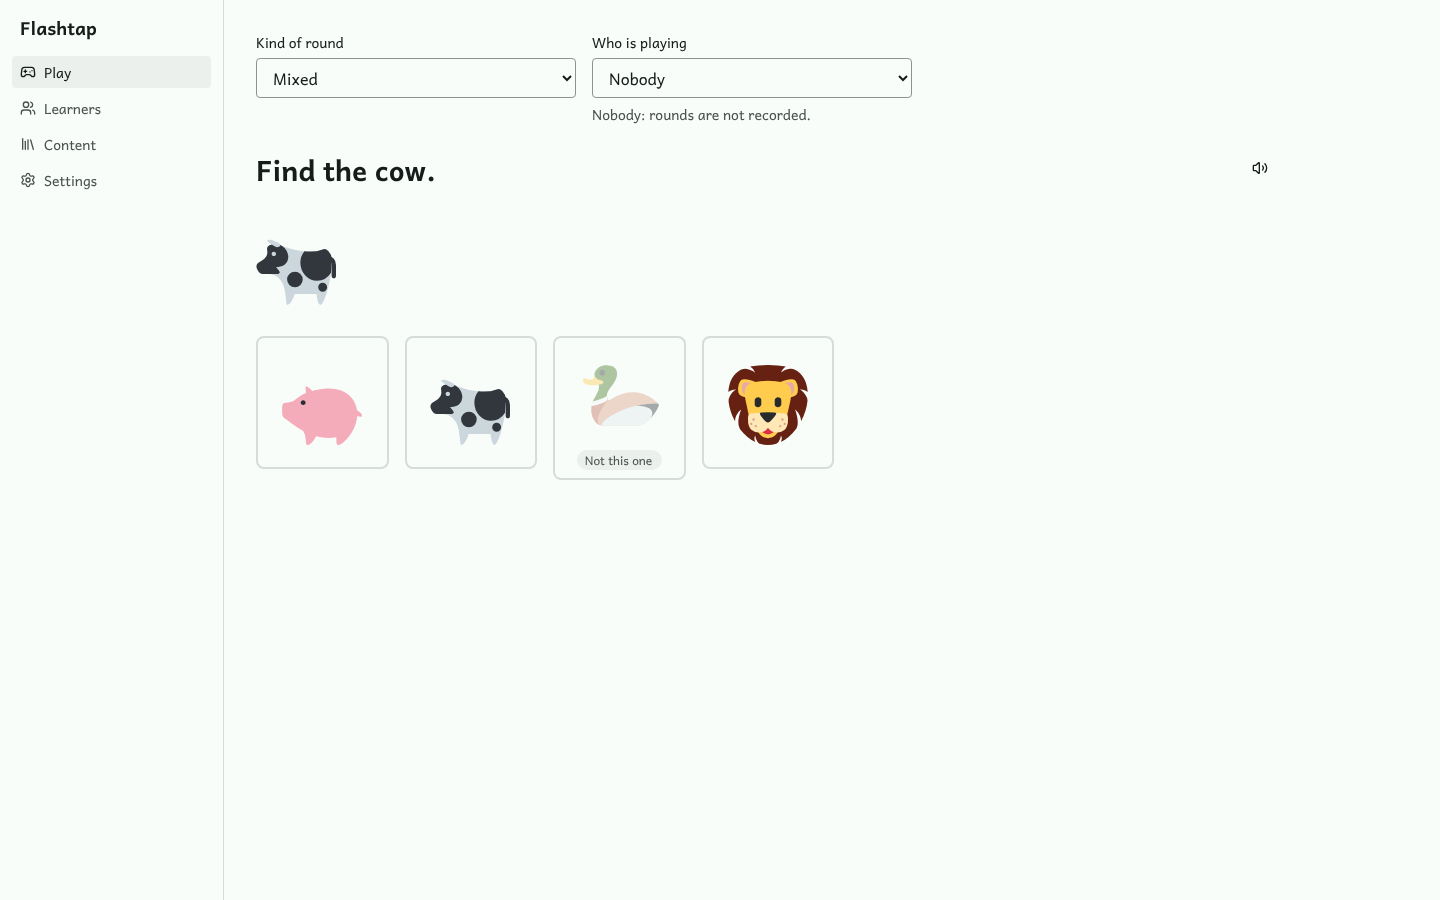 Flashtap
Play
Learners
Content
Settings
Kind of round
Mixed
Who is playing
Nobody
Nobody: rounds are not recorded.
Find the cow.
Not this one